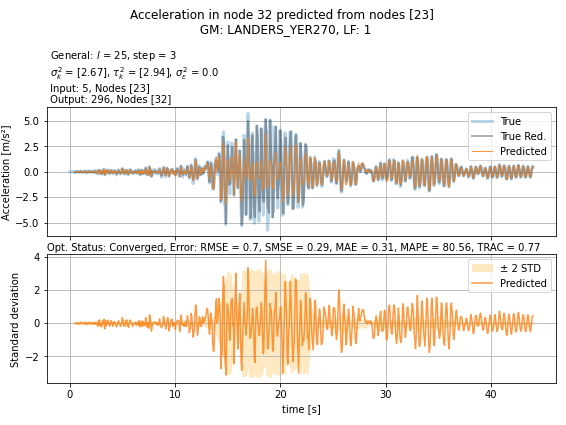 Acceleration in node 32 predicted from nodes [23]
GM: LANDERS_YER270, LF: 1
General: l = 25, step = 3
σ²ₖ = [2.67], τ²ₖ = [2.94], σ²ε = 0.0
Input: 5, Nodes [23]
Output: 296, Nodes [32]
Acceleration [m/s²]
5.0
2.5
0.0
−2.5
−5.0
True
True Red.
Predicted
Opt. Status: Converged, Error: RMSE = 0.7, SMSE = 0.29, MAE = 0.31, MAPE = 80.56, TRAC = 0.77
Standard deviation
4
2
0
−2
± 2 STD
Predicted
0 10 20 30 40
time [s]